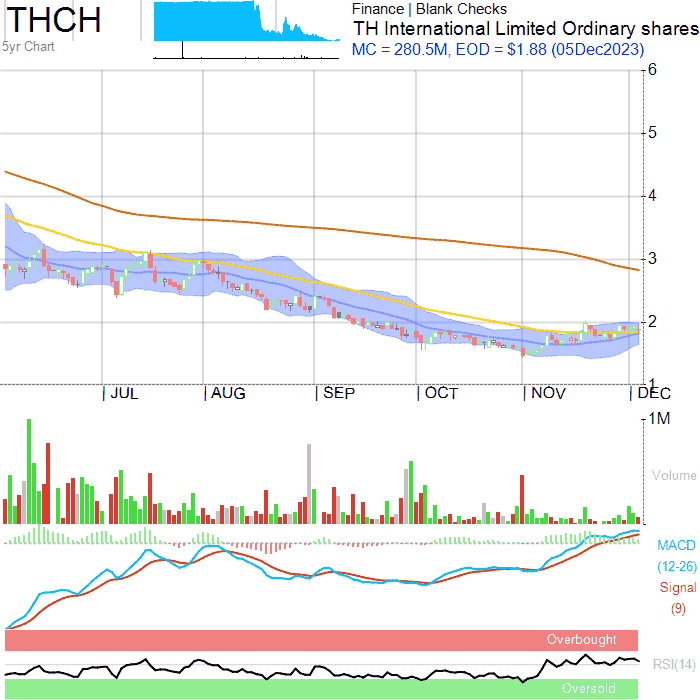 THCH
5yr Chart
Finance | Blank Checks
TH International Limited Ordinary shares
MC = 280.5M, EOD = $1.88 (05Dec2023)
6
5
4
3
2
1
JUL
AUG
SEP
OCT
NOV
DEC
1M
Volume
MACD
(12-26)
Signal
(9)
Overbought
RSI(14)
Oversold